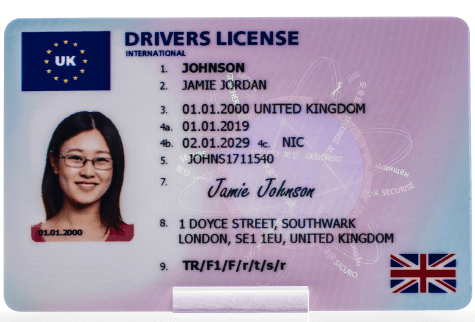 UK
DRIVERS LICENSE
INTERNATIONAL
1. JOHNSON
2. JAMIE JORDAN
3. 01.01.2000 UNITED KINGDOM
4a. 01.01.2019
4b. 02.01.2029 4c. NIC
5. JOHNS1711540
7. Jamie Johnson
01.01.2000
8. 1 DOYCE STREET, SOUTHWARK
LONDON, SE1 1EU, UNITED KINGDOM
9. TR/F1/F/r/t/s/r